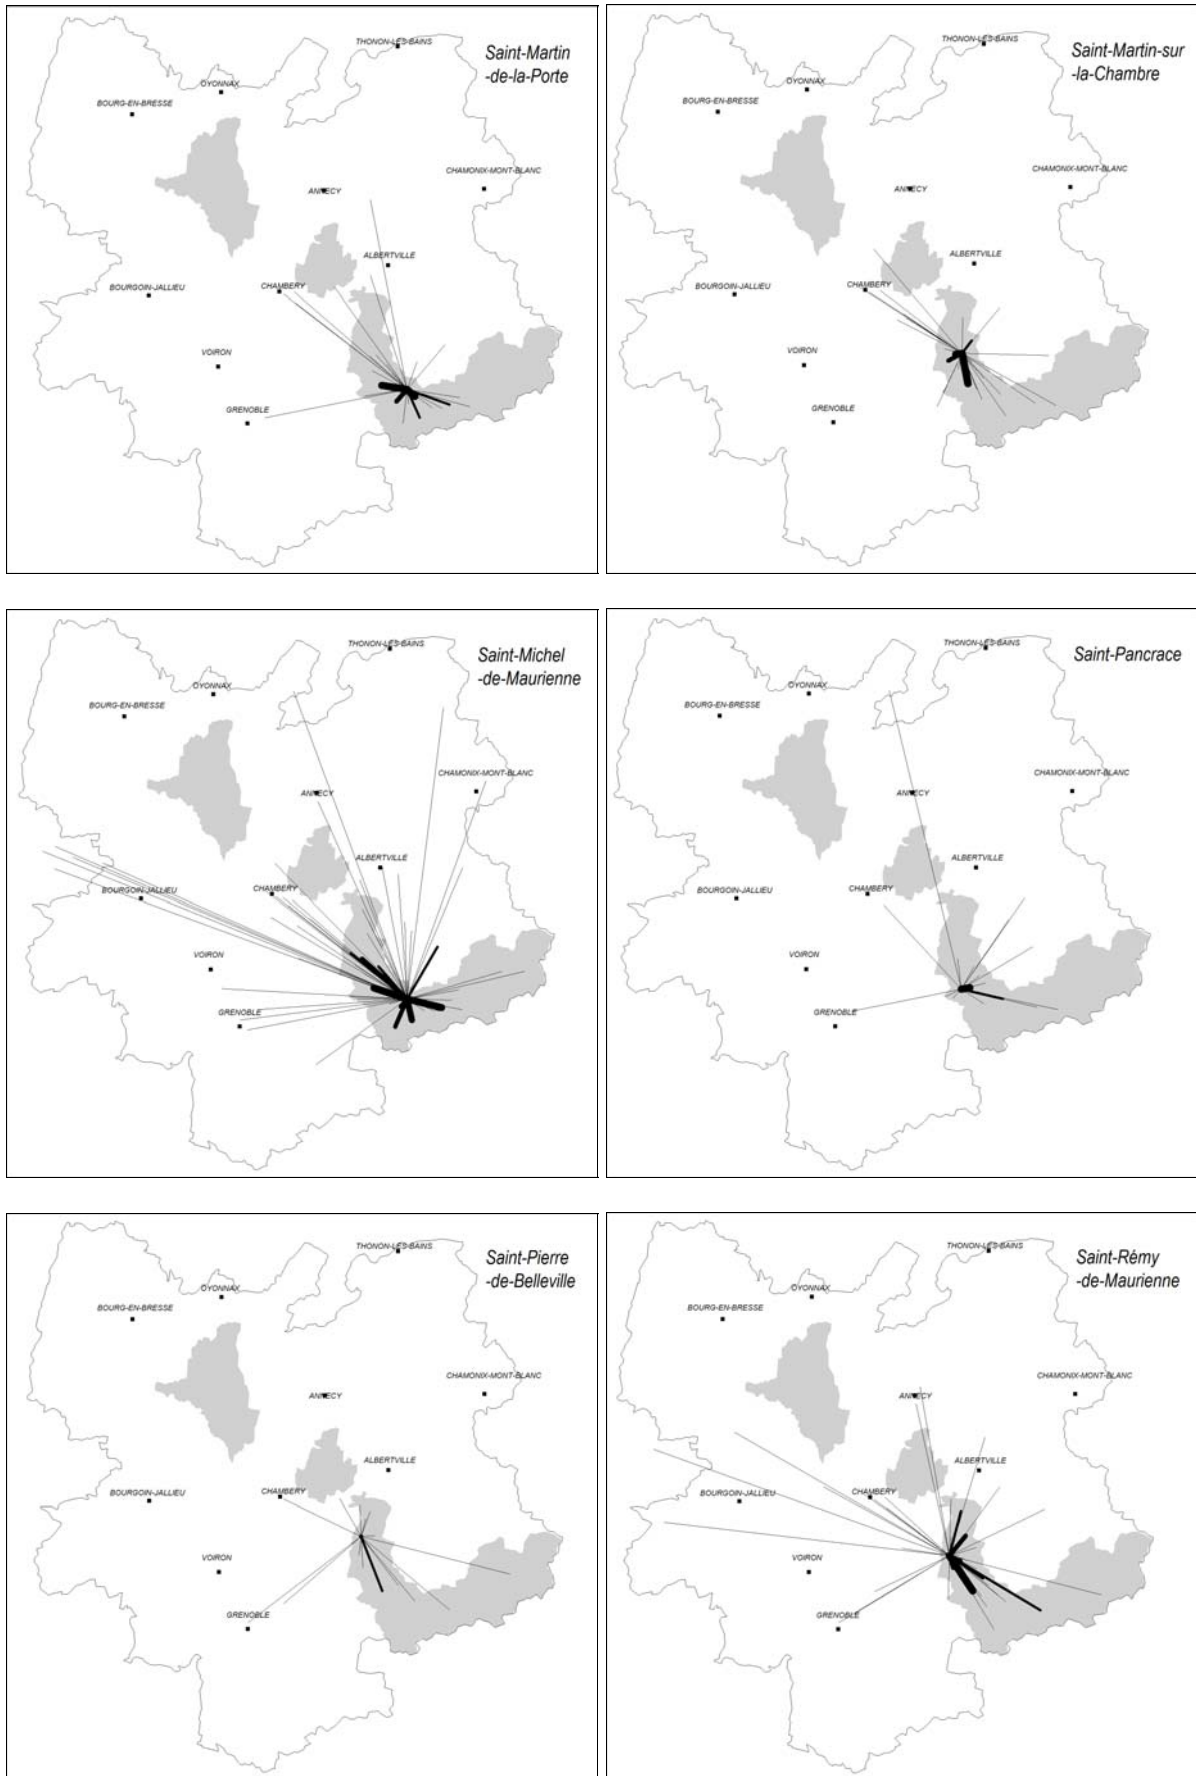 THONON-LES-BAINS
Saint-Martin
-de-la-Porte
OYONNAX
BOURG-EN-BRESSE
CHAMONIX-MONT-BLANC
ANNECY
ALBERTVILLE
CHAMBERY
BOURGOIN-JALLIEU
VOIRON
GRENOBLE
THONON-LES-BAINS
Saint-Martin-sur
-la-Chambre
OYONNAX
BOURG-EN-BRESSE
CHAMONIX-MONT-BLANC
ANNECY
ALBERTVILLE
CHAMBERY
BOURGOIN-JALLIEU
VOIRON
GRENOBLE
THONON-LES-BAINS
Saint-Michel
-de-Maurienne
OYONNAX
BOURG-EN-BRESSE
CHAMONIX-MONT-BLANC
ANNECY
ALBERTVILLE
CHAMBERY
BOURGOIN-JALLIEU
VOIRON
GRENOBLE
THONON-LES-BAINS
Saint-Pancrace
OYONNAX
BOURG-EN-BRESSE
CHAMONIX-MONT-BLANC
ANNECY
ALBERTVILLE
CHAMBERY
BOURGOIN-JALLIEU
VOIRON
GRENOBLE
THONON-LES-BAINS
Saint-Pierre
-de-Belleville
OYONNAX
BOURG-EN-BRESSE
CHAMONIX-MONT-BLANC
ANNECY
ALBERTVILLE
CHAMBERY
BOURGOIN-JALLIEU
VOIRON
GRENOBLE
THONON-LES-BAINS
Saint-Rémy
-de-Maurienne
OYONNAX
BOURG-EN-BRESSE
CHAMONIX-MONT-BLANC
ANNECY
ALBERTVILLE
CHAMBERY
BOURGOIN-JALLIEU
VOIRON
GRENOBLE